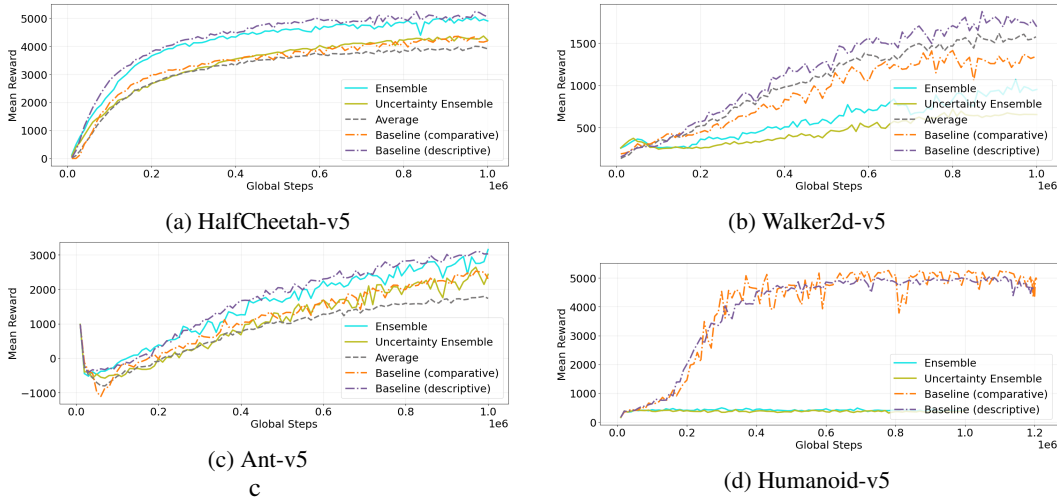 5000
4000
3000
2000
1000
0
Mean Reward
0.0
0.2
0.4
0.6
0.8
1.0
1e6
Global Steps
Ensemble
Uncertainty Ensemble
Average
Baseline (comparative)
Baseline (descriptive)
(a) HalfCheetah-v5
1500
1000
500
Mean Reward
0.0
0.2
0.4
0.6
0.8
1.0
1e6
Global Steps
Ensemble
Uncertainty Ensemble
Average
Baseline (comparative)
Baseline (descriptive)
(b) Walker2d-v5
3000
2000
1000
0
−1000
Mean Reward
0.0
0.2
0.4
0.6
0.8
1.0
1e6
Global Steps
Ensemble
Uncertainty Ensemble
Average
Baseline (comparative)
Baseline (descriptive)
(c) Ant-v5
c
5000
4000
3000
2000
1000
0
Mean Reward
0.0
0.2
0.4
0.6
0.8
1.0
1.2
1e6
Global Steps
Ensemble
Uncertainty Ensemble
Baseline (comparative)
Baseline (descriptive)
(d) Humanoid-v5